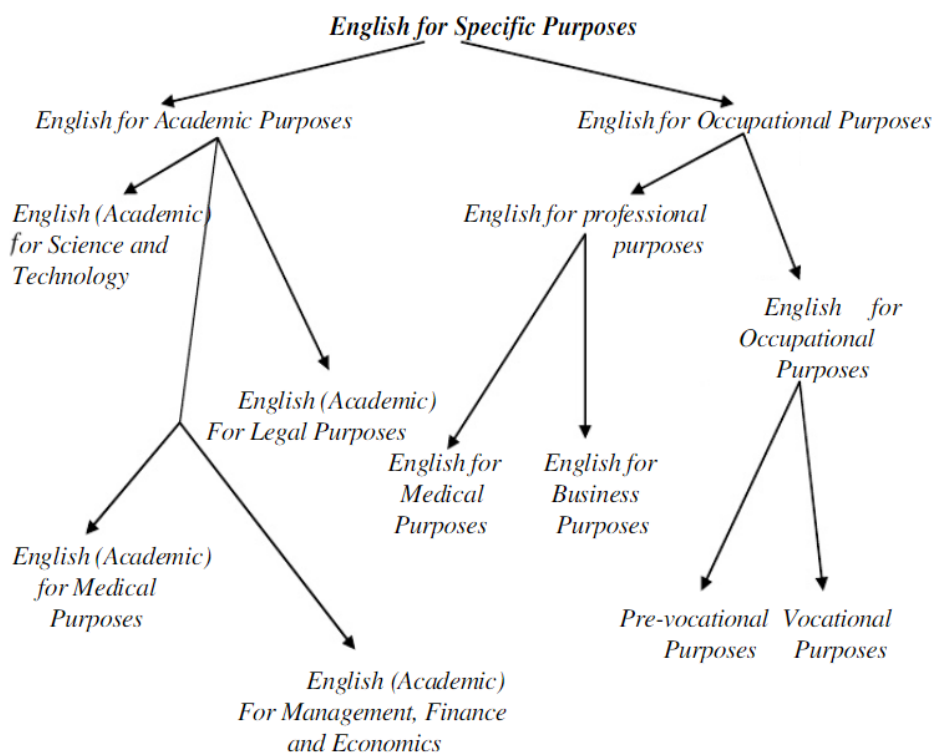 English for Specific Purposes
English for Academic Purposes
English for Occupational Purposes
English (Academic)
for Science and
Technology
English for professional
purposes
English for
Occupational
Purposes
English (Academic)
For Legal Purposes
English for
Medical
Purposes
English for
Business
Purposes
English (Academic)
for Medical
Purposes
Pre-vocational
Purposes
Vocational
Purposes
English (Academic)
For Management, Finance
and Economics